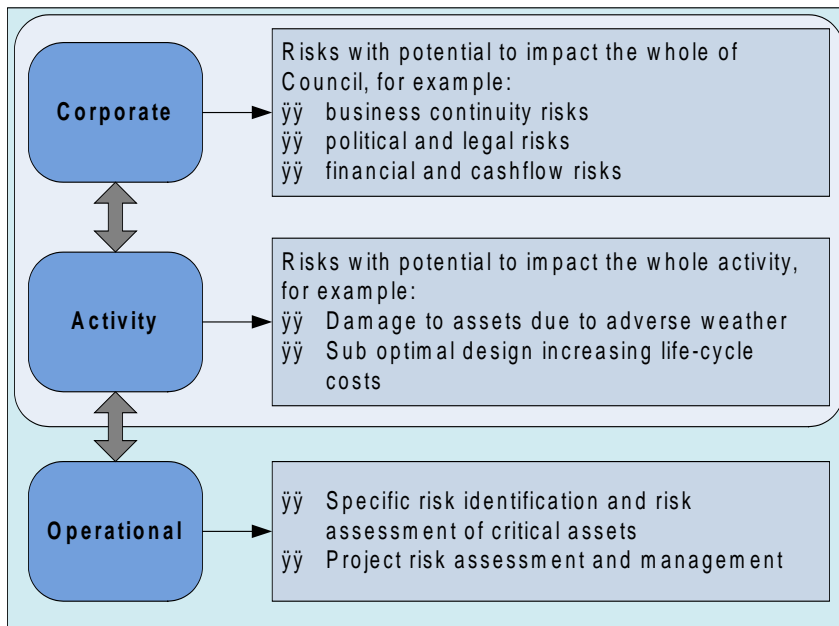 Corporate
Risks with potential to impact the whole of
Council, for example:
ÿÿ business continuity risks
ÿÿ political and legal risks
ÿÿ financial and cashflow risks
Activity
Risks with potential to impact the whole activity,
for example:
ÿÿ Damage to assets due to adverse weather
ÿÿ Sub optimal design increasing life-cycle
costs
Operational
ÿÿ Specific risk identification and risk
assessment of critical assets
ÿÿ Project risk assessment and management